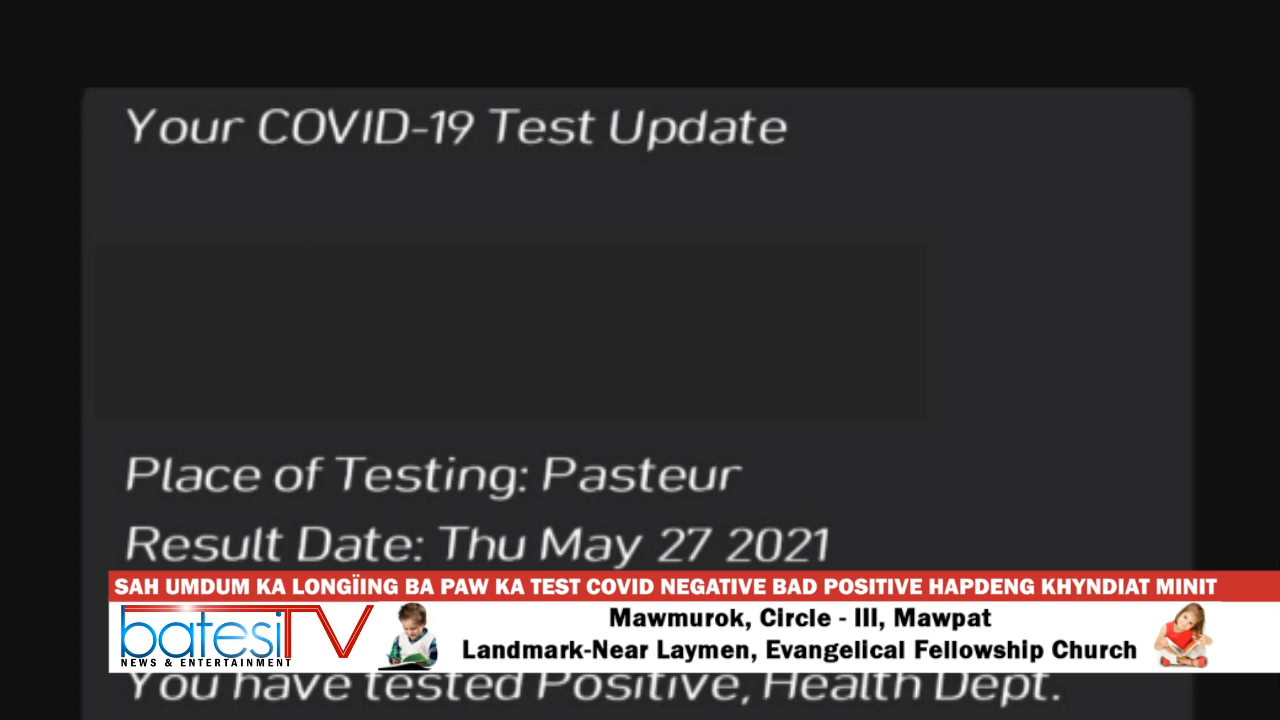 Your COVID-19 Test Update
Place of Testing: Pasteur
Result Date: Thu May 27 2021
SAH UMDUM KA LONGÏING BA PAW KA TEST COVID NEGATIVE BAD POSITIVE HAPDENG KHYNDIAT MINIT
batesi TV
NEWS & ENTERTAINMENT
Mawmurok, Circle - III, Mawpat
Landmark-Near Laymen, Evangelical Fellowship Church
You have tested Positive, Health Dept.